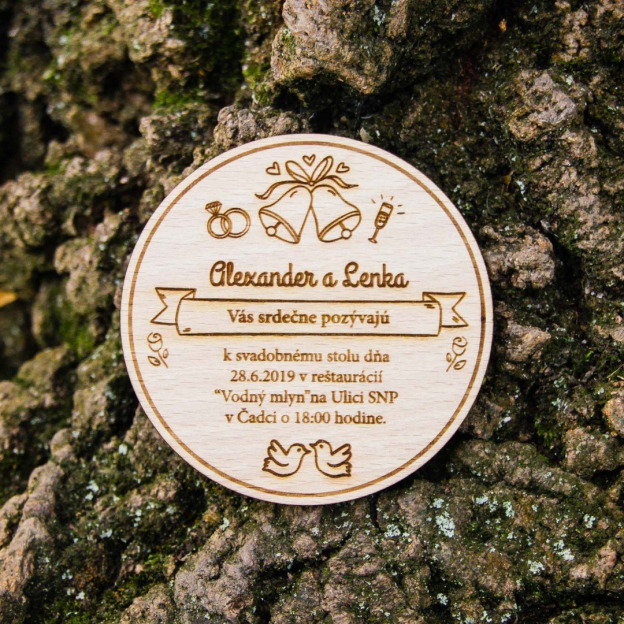 Alexander a Lenka
Vás srdečne pozývajú
k svadobnému stolu dňa
28.6.2019 v reštaurácií
“Vodný mlyn”na Ulici SNP
v Čadci o 18:00 hodine.